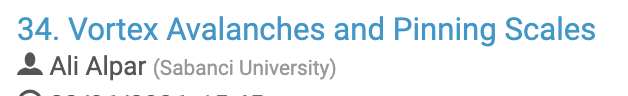 34. Vortex Avalanches and Pinning Scales
Ali Alpar (Sabanci University)